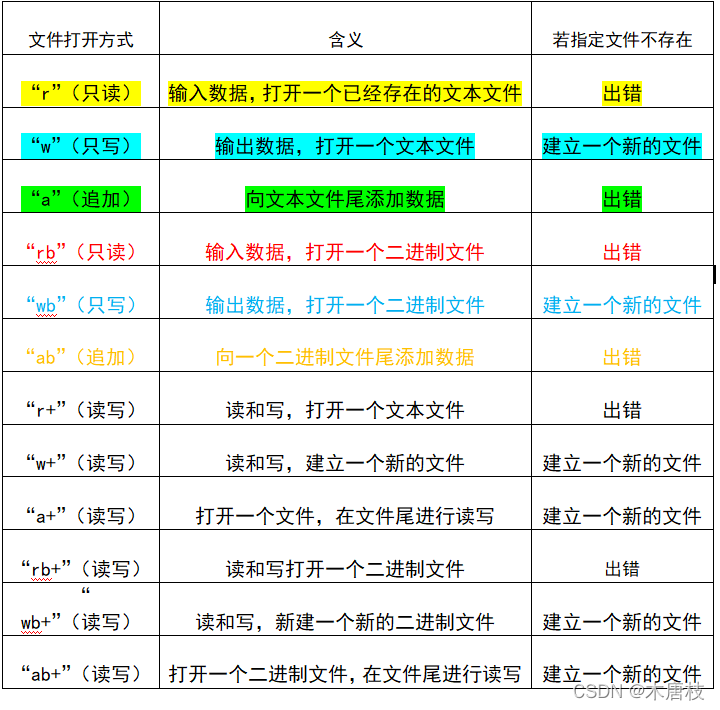 文件打开方式 含义 若指定文件不存在
“r”（只读） 输入数据，打开一个已经存在的文本文件 出错
“w”（只写） 输出数据，打开一个文本文件 建立一个新的文件
“a”（追加） 向文本文件尾添加数据 出错
“rb”（只读） 输入数据，打开一个二进制文件 出错
“wb”（只写） 输出数据，打开一个二进制文件 建立一个新的文件
“ab”（追加） 向一个二进制文件尾添加数据 出错
“r+”（读写） 读和写，打开一个文本文件 出错
“w+”（读写） 读和写，建立一个新的文件 建立一个新的文件
“a+”（读写） 打开一个文件，在文件尾进行读写 建立一个新的文件
“rb+”（读写） 读和写打开一个二进制文件 出错
“
wb+”（读写） 读和写，新建一个新的二进制文件 建立一个新的文件
“ab+”（读写） 打开一个二进制文件，在文件尾进行读写 建立一个新的文件
CSDN @木唐枝